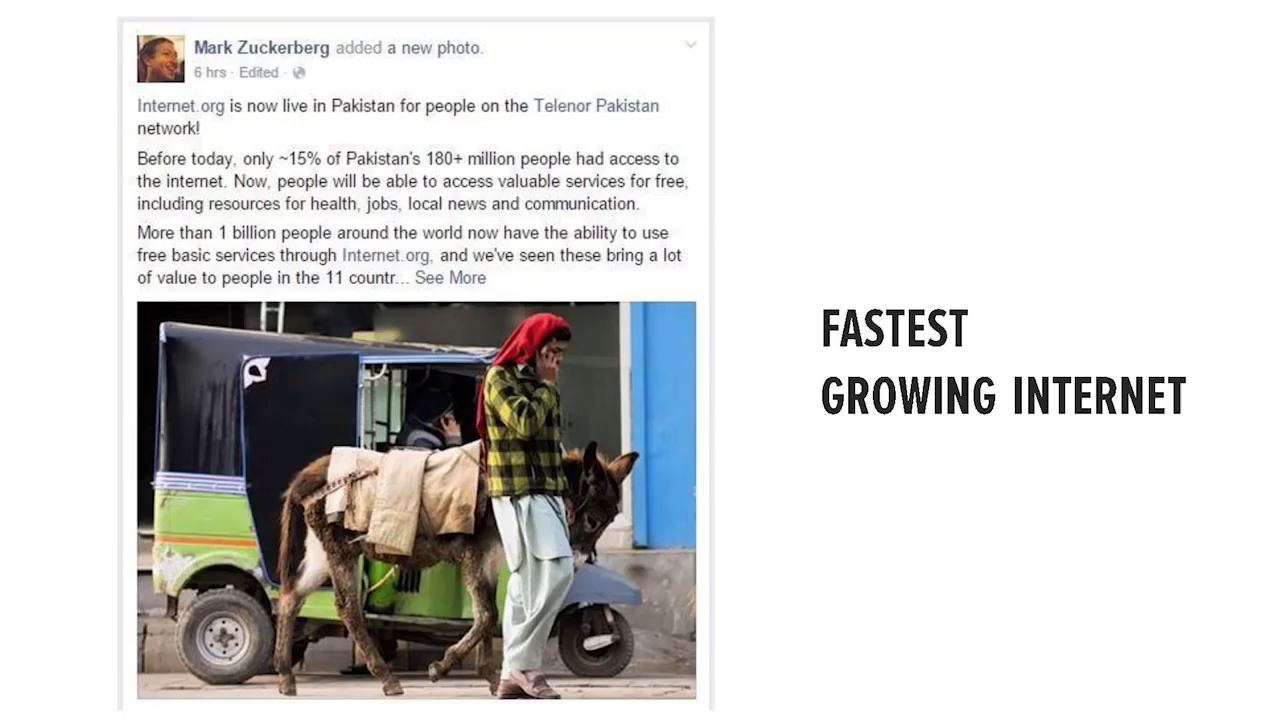 Mark Zuckerberg added a new photo.
6 hrs · Edited ·
Internet.org is now live in Pakistan for people on the Telenor Pakistan
network!
Before today, only ~15% of Pakistan's 180+ million people had access to
the internet. Now, people will be able to access valuable services for free,
including resources for health, jobs, local news and communication.
More than 1 billion people around the world now have the ability to use
free basic services through Internet.org, and we've seen these bring a lot
of value to people in the 11 countr... See More
FASTEST
GROWING INTERNET